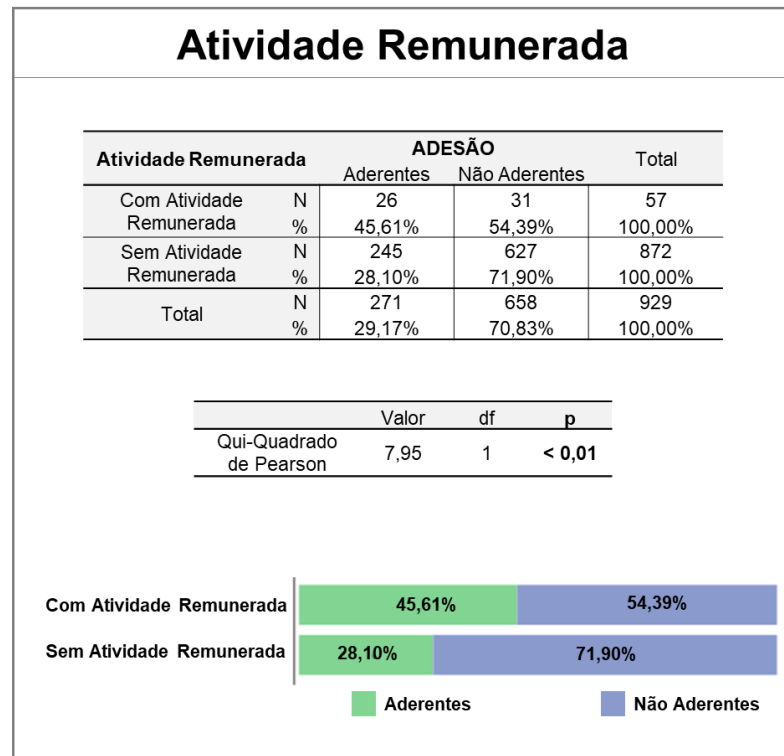 Atividade Remunerada
Atividade Remunerada ADESÃO Total
Aderentes Não Aderentes
Com Atividade Remunerada N 26 31 57
% 45,61% 54,39% 100,00%
Sem Atividade Remunerada N 245 627 872
% 28,10% 71,90% 100,00%
Total N 271 658 929
% 29,17% 70,83% 100,00%
Valor df p
Qui-Quadrado de Pearson 7,95 1 < 0,01
Com Atividade Remunerada 45,61% 54,39%
Sem Atividade Remunerada 28,10% 71,90%
Aderentes Não Aderentes